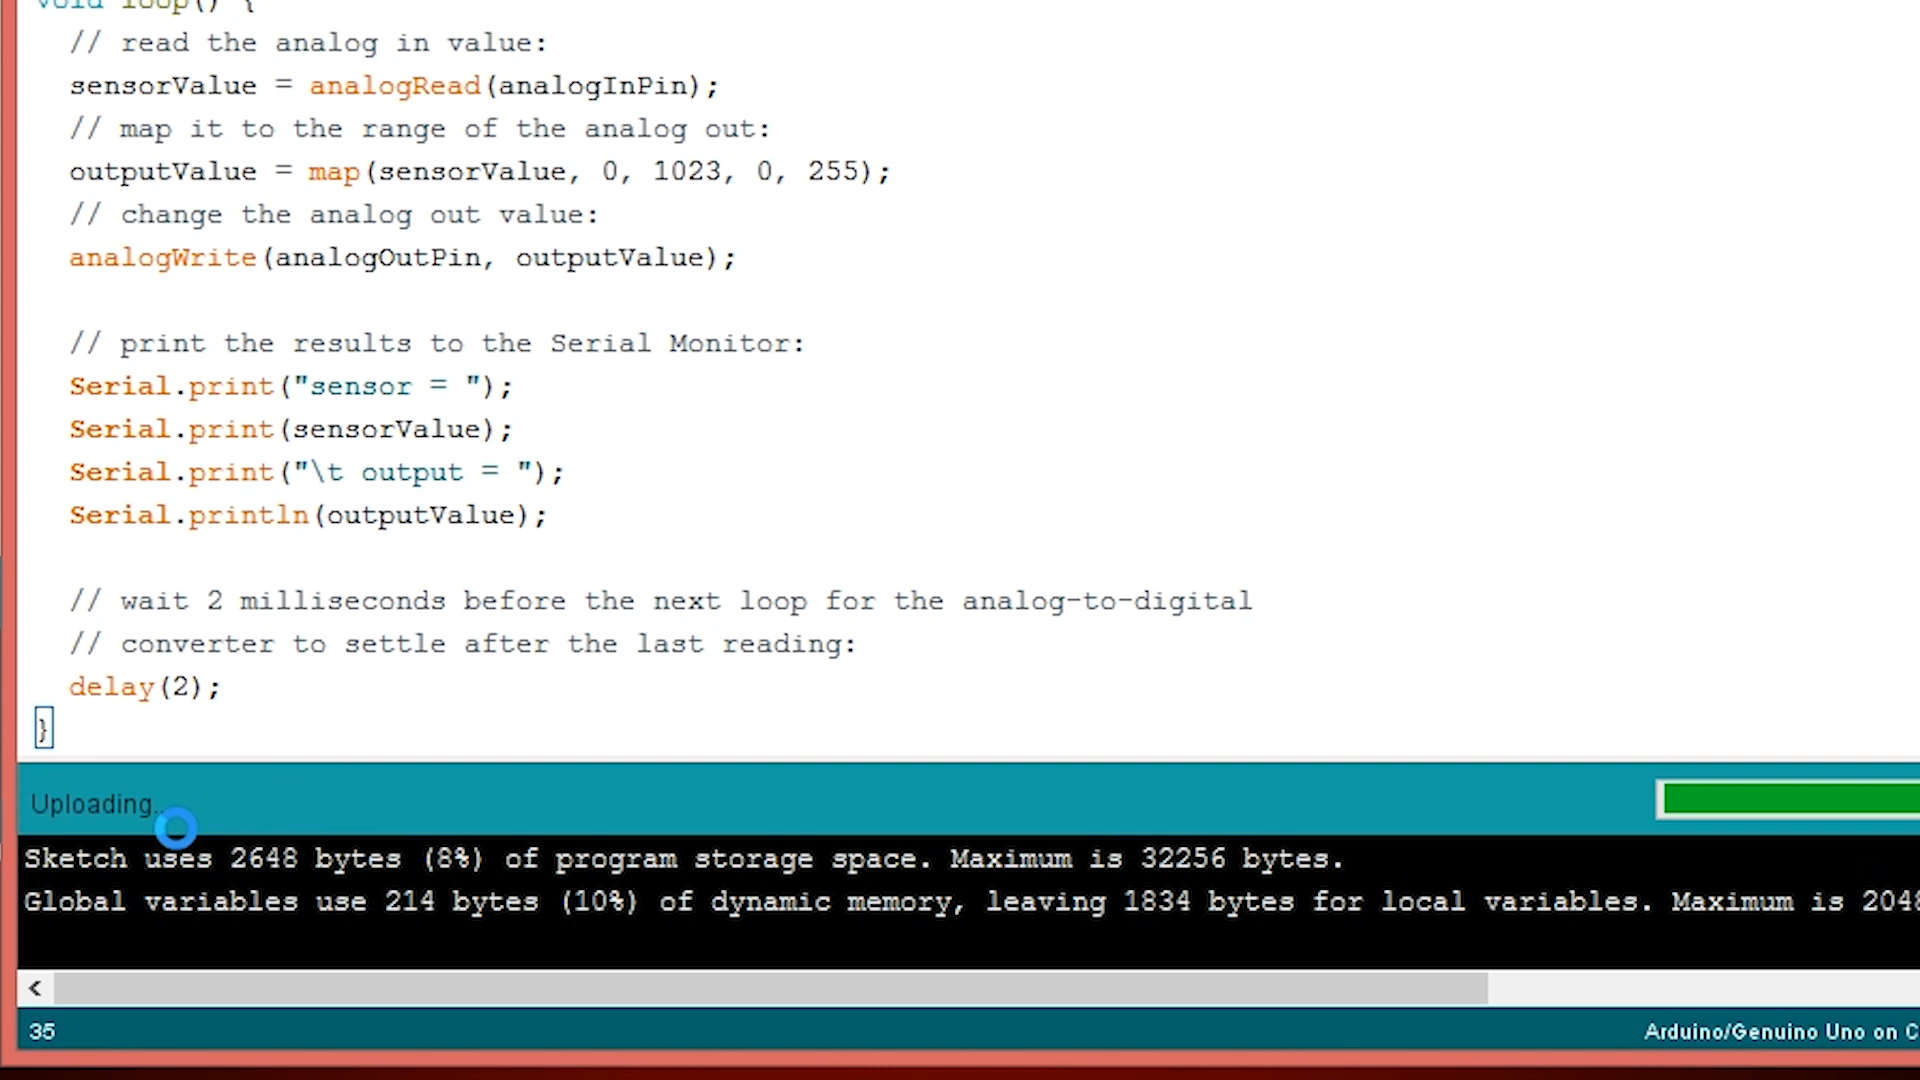 void loop() {
// read the analog in value:
sensorValue = analogRead(analogInPin);
// map it to the range of the analog out:
outputValue = map(sensorValue, 0, 1023, 0, 255);
// change the analog out value:
analogWrite(analogOutPin, outputValue);
// print the results to the Serial Monitor:
Serial.print("sensor = ");
Serial.print(sensorValue);
Serial.print("\t output = ");
Serial.println(outputValue);
// wait 2 milliseconds before the next loop for the analog-to-digital
// converter to settle after the last reading:
delay(2);
}
Uploading...
Sketch uses 2648 bytes (8%) of program storage space. Maximum is 32256 bytes.
Global variables use 214 bytes (10%) of dynamic memory, leaving 1834 bytes for local variables. Maximum is 2048
35
Arduino/Genuino Uno on C